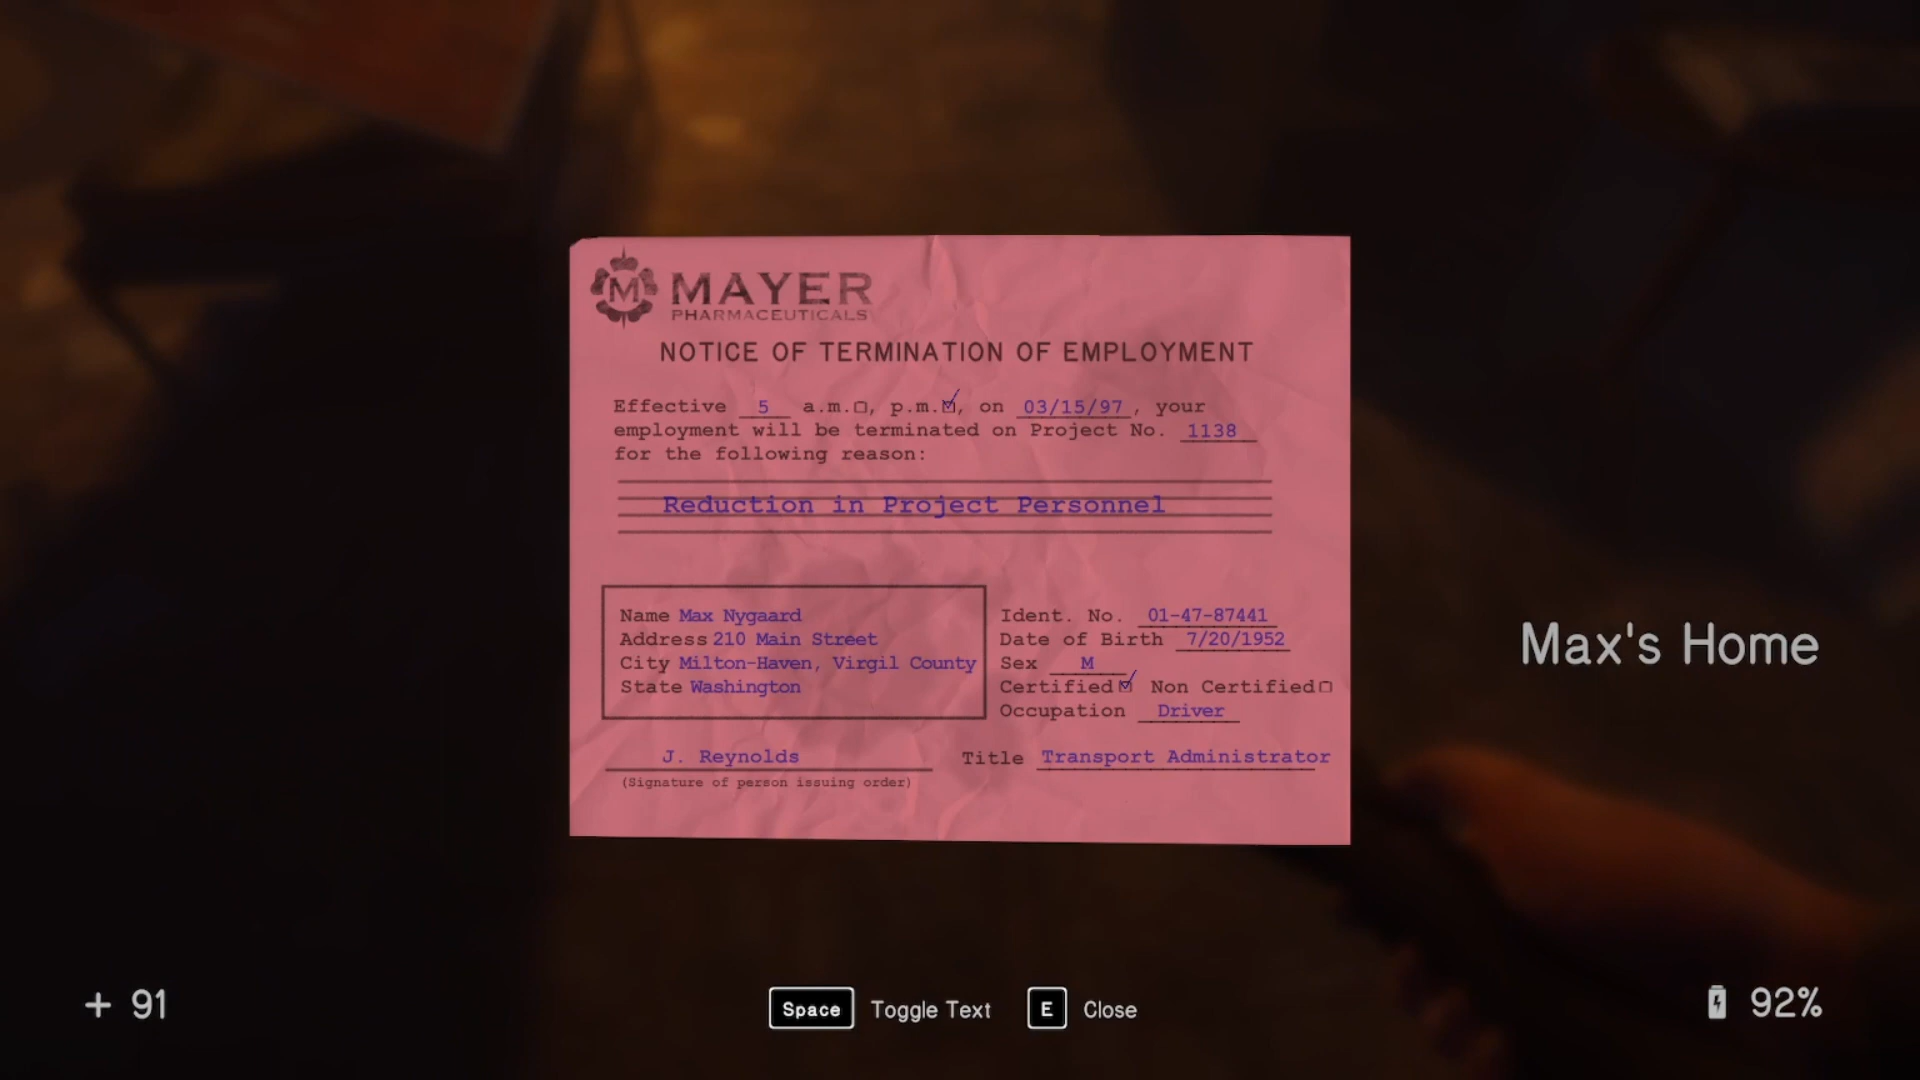 M MAYER
PHARMACEUTICALS
NOTICE OF TERMINATION OF EMPLOYMENT
Effective 5 a.m.☐, p.m.☑, on 03/15/97, your
employment will be terminated on Project No. 1138
for the following reason:
Reduction in Project Personnel
Name Max Nygaard
Address 210 Main Street
City Milton-Haven, Virgil County
State Washington
Ident. No. 01-47-87441
Date of Birth 7/20/1952
Sex M
Certified☑ Non Certified☐
Occupation Driver
J. Reynolds
(Signature of person issuing order)
Title Transport Administrator
Max's Home
+ 91
Space Toggle Text E Close
92%